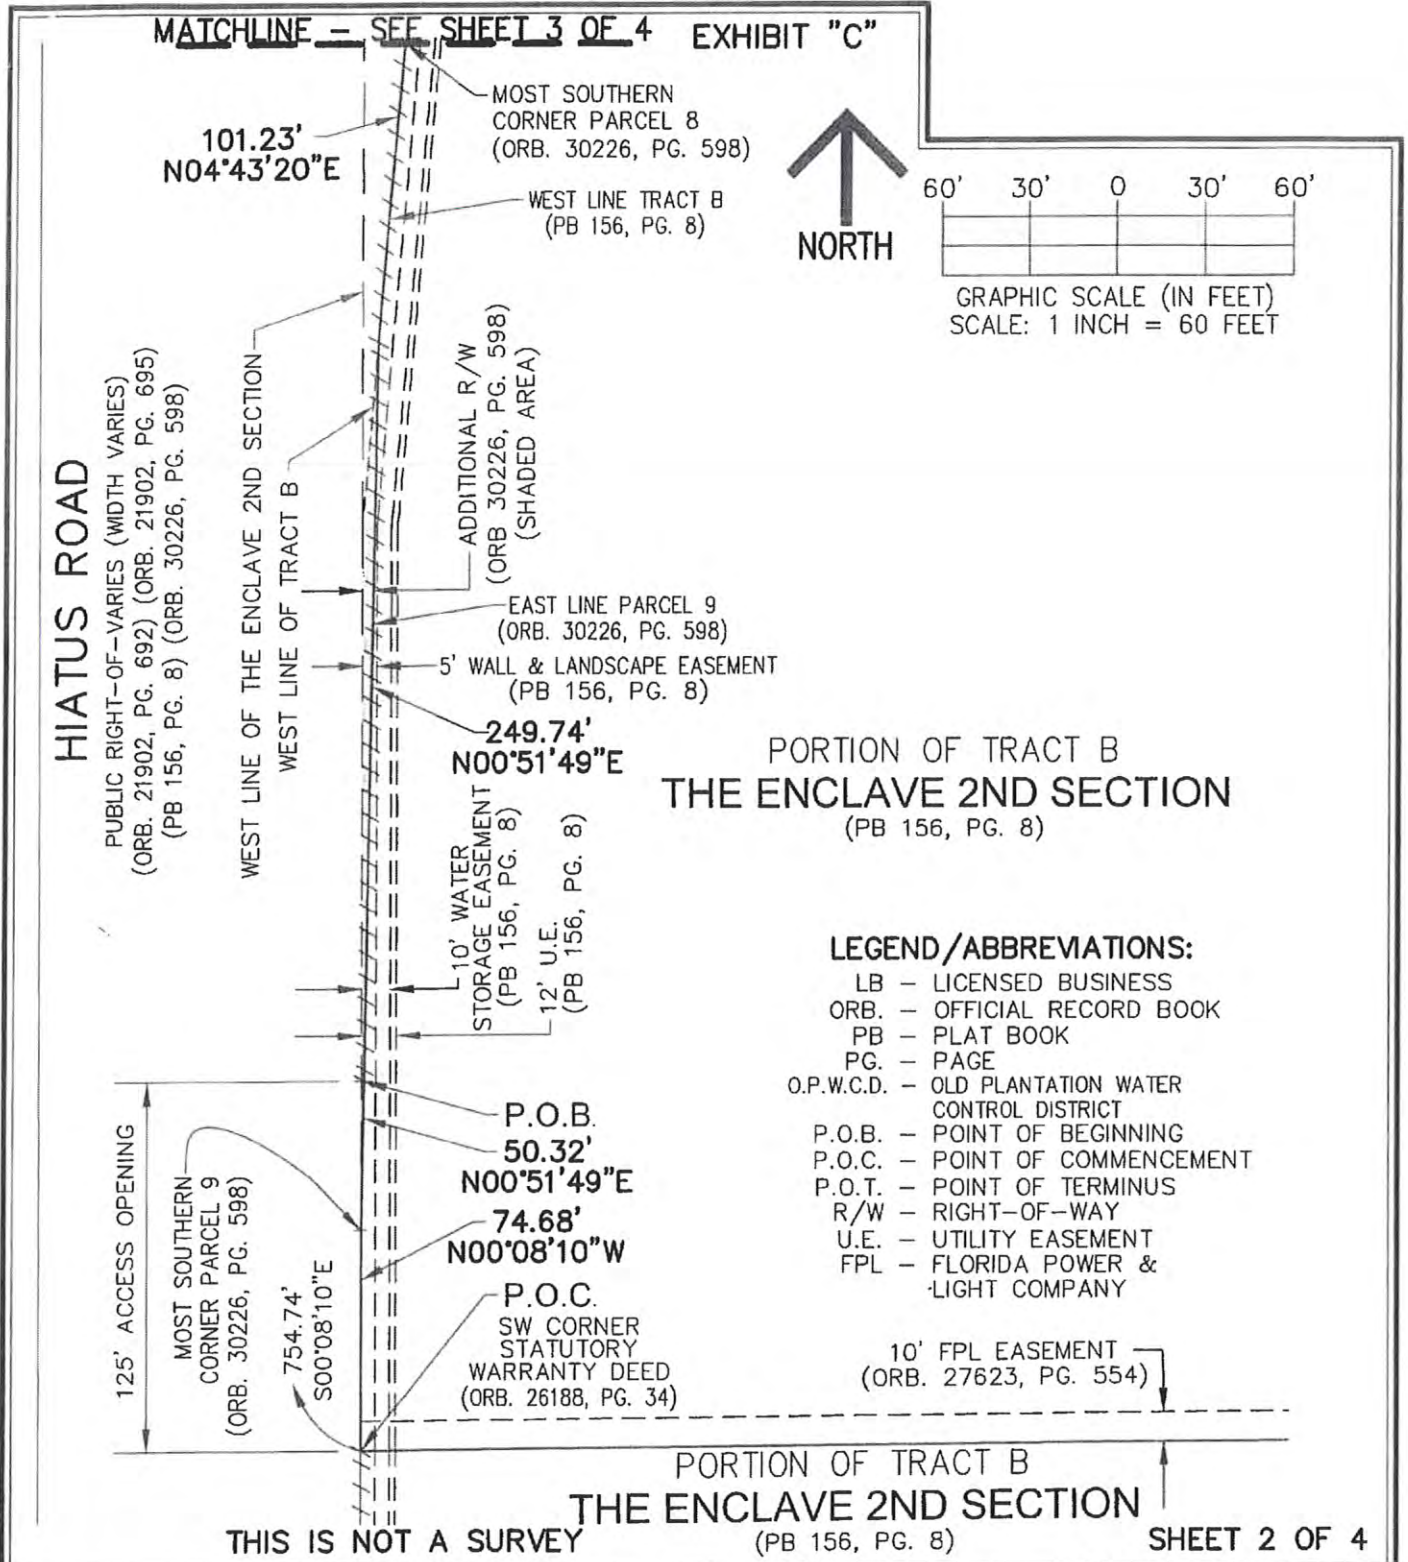 MATCHLINE - SEE SHEET 3 OF 4
EXHIBIT "C"
MOST SOUTHERN
CORNER PARCEL 8
(ORB. 30226, PG. 598)
101.23'
N04°43'20"E
WEST LINE TRACT B
(PB 156, PG. 8)
NORTH
60' 30' 0 30' 60'
GRAPHIC SCALE (IN FEET)
SCALE: 1 INCH = 60 FEET
HIATUS ROAD
PUBLIC RIGHT-OF-VARIES (WIDTH VARIES)
(ORB. 21902, PG. 692) (ORB. 21902, PG. 695)
(PB 156, PG. 8) (ORB. 30226, PG. 598)
WEST LINE OF THE ENCLAVE 2ND SECTION
WEST LINE OF TRACT B
ADDITIONAL R/W
(ORB 30226, PG. 598)
(SHADED AREA)
EAST LINE PARCEL 9
(ORB. 30226, PG. 598)
5' WALL & LANDSCAPE EASEMENT
(PB 156, PG. 8)
249.74'
N00°51'49"E
PORTION OF TRACT B
THE ENCLAVE 2ND SECTION
(PB 156, PG. 8)
10' WATER
STORAGE EASEMENT
(PB 156, PG. 8)
12' U.E.
(PB 156, PG. 8)
LEGEND/ABBREVIATIONS:
LB - LICENSED BUSINESS
ORB. - OFFICIAL RECORD BOOK
PB - PLAT BOOK
PG. - PAGE
O.P.W.C.D. - OLD PLANTATION WATER
CONTROL DISTRICT
P.O.B. - POINT OF BEGINNING
P.O.C. - POINT OF COMMENCEMENT
P.O.T. - POINT OF TERMINUS
R/W - RIGHT-OF-WAY
U.E. - UTILITY EASEMENT
FPL - FLORIDA POWER &
LIGHT COMPANY
P.O.B.
50.32'
N00°51'49"E
74.68'
N00°08'10"W
P.O.C.
SW CORNER
STATUTORY
WARRANTY DEED
(ORB. 26188, PG. 34)
125' ACCESS OPENING
MOST SOUTHERN
CORNER PARCEL 9
(ORB. 30226, PG. 598)
754.74'
S00°08'10"E
10' FPL EASEMENT
(ORB. 27623, PG. 554)
PORTION OF TRACT B
THE ENCLAVE 2ND SECTION
(PB 156, PG. 8)
THIS IS NOT A SURVEY
SHEET 2 OF 4